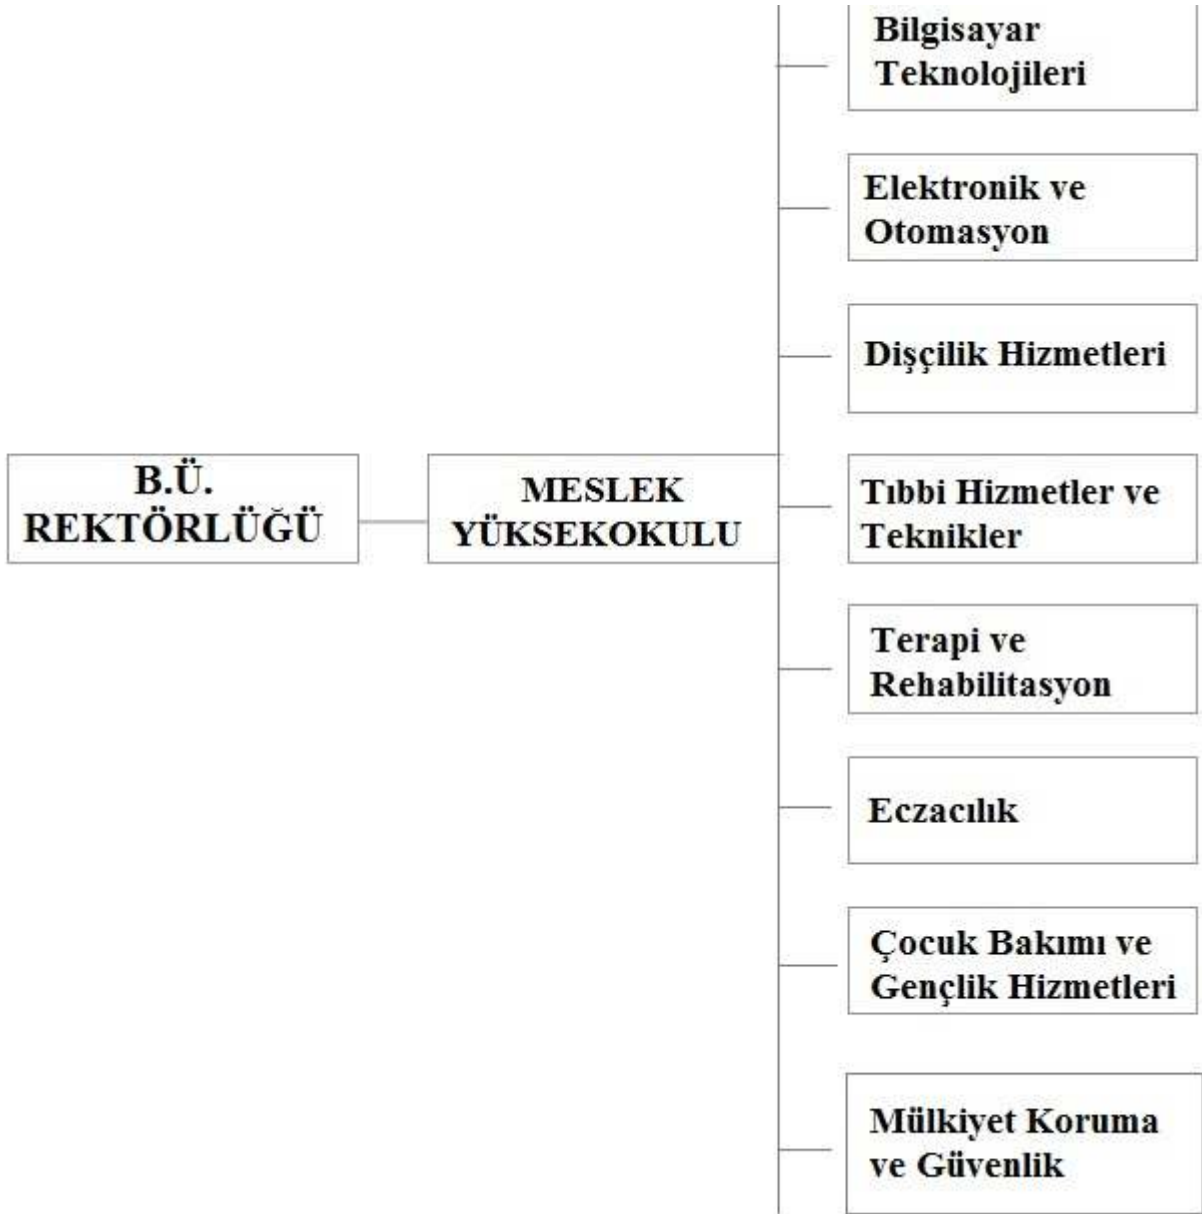 Bilgisayar
Teknolojileri
Elektronik ve
Otomasyon
Dişçilik Hizmetleri
B.Ü.
REKTÖRLÜĞÜ
MESLEK
YÜKSEKOKULU
Tıbbi Hizmetler ve
Teknikler
Terapi ve
Rehabilitasyon
Eczacılık
Çocuk Bakımı ve
Gençlik Hizmetleri
Mülkiyet Koruma
ve Güvenlik